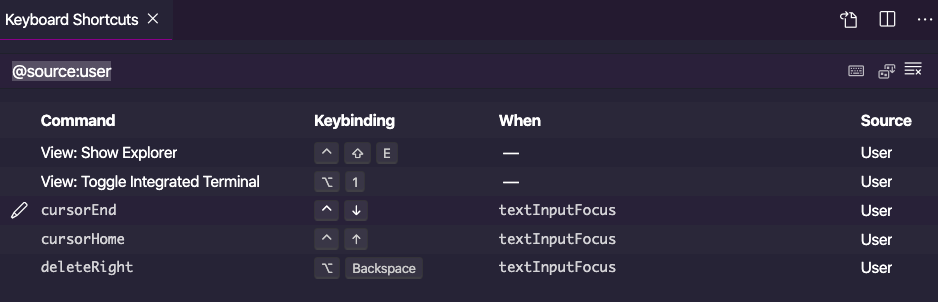 Keyboard Shortcuts
@source:user
Command Keybinding When Source
View: Show Explorer ^ ⇧ E — User
View: Toggle Integrated Terminal ⌥ 1 — User
cursorEnd ^ ↓ textInputFocus User
cursorHome ^ ↑ textInputFocus User
deleteRight ⌥ Backspace textInputFocus User